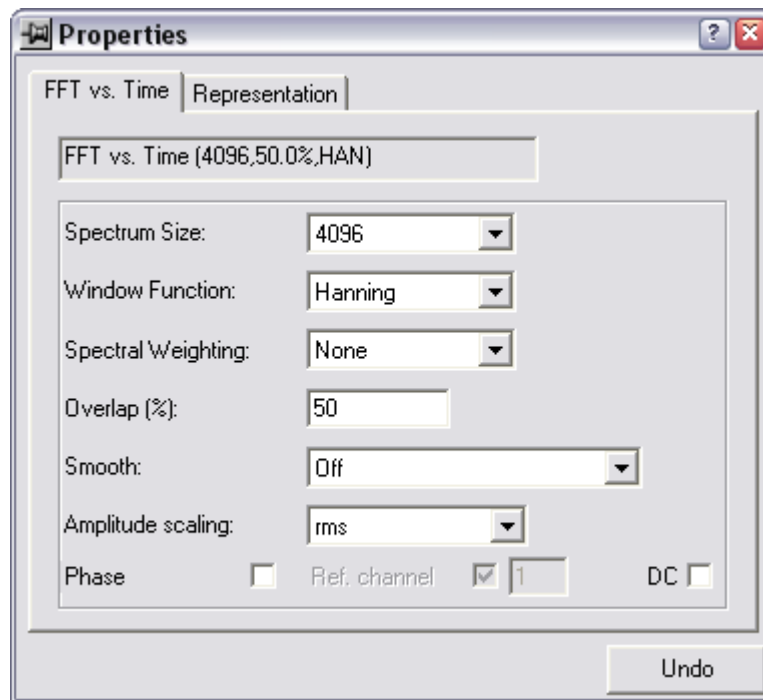 Properties
?
FFT vs. Time
Representation
FFT vs. Time (4096,50.0%,HAN)
Spectrum Size: 4096
Window Function: Hanning
Spectral Weighting: None
Overlap (%): 50
Smooth: Off
Amplitude scaling: rms
Phase Ref. channel 1 DC
Undo